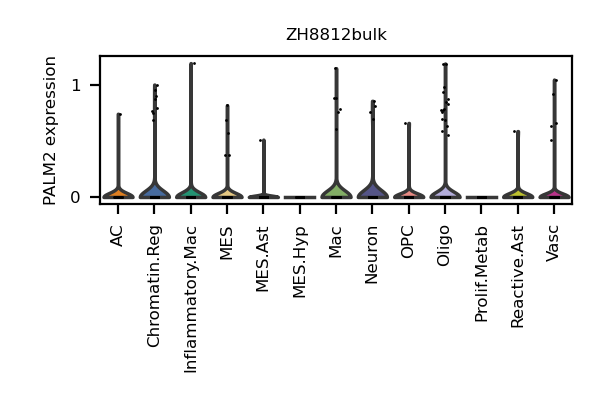 ZH8812bulk
PALM2 expression
1
0
AC
Chromatin.Reg
Inflammatory.Mac
MES
MES.Ast
MES.Hyp
Mac
Neuron
OPC
Oligo
Prolif.Metab
Reactive.Ast
Vasc